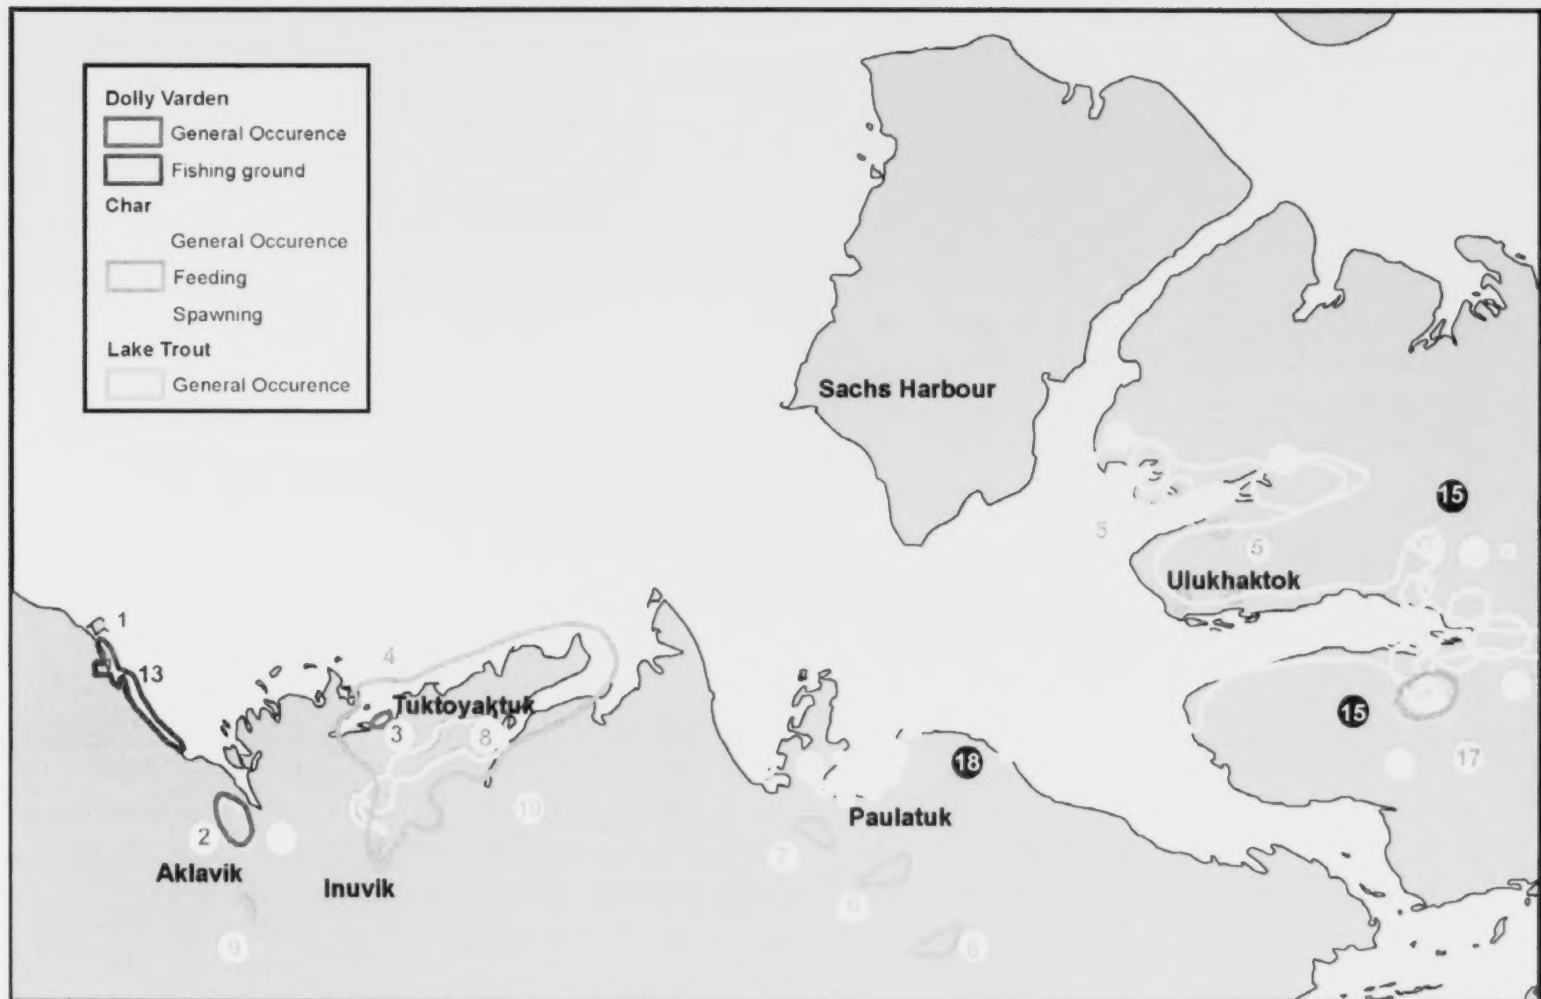 Dolly Varden
General Occurence
Fishing ground
Char
General Occurence
Feeding
Spawning
Lake Trout
General Occurence
Sachs Harbour
15
5
5
Ulukhaktok
1
13
4
Tuktoyaktuk
3
8
15
18
17
19
Paulatuk
2
7
Aklavik
Inuvik
6
9
6